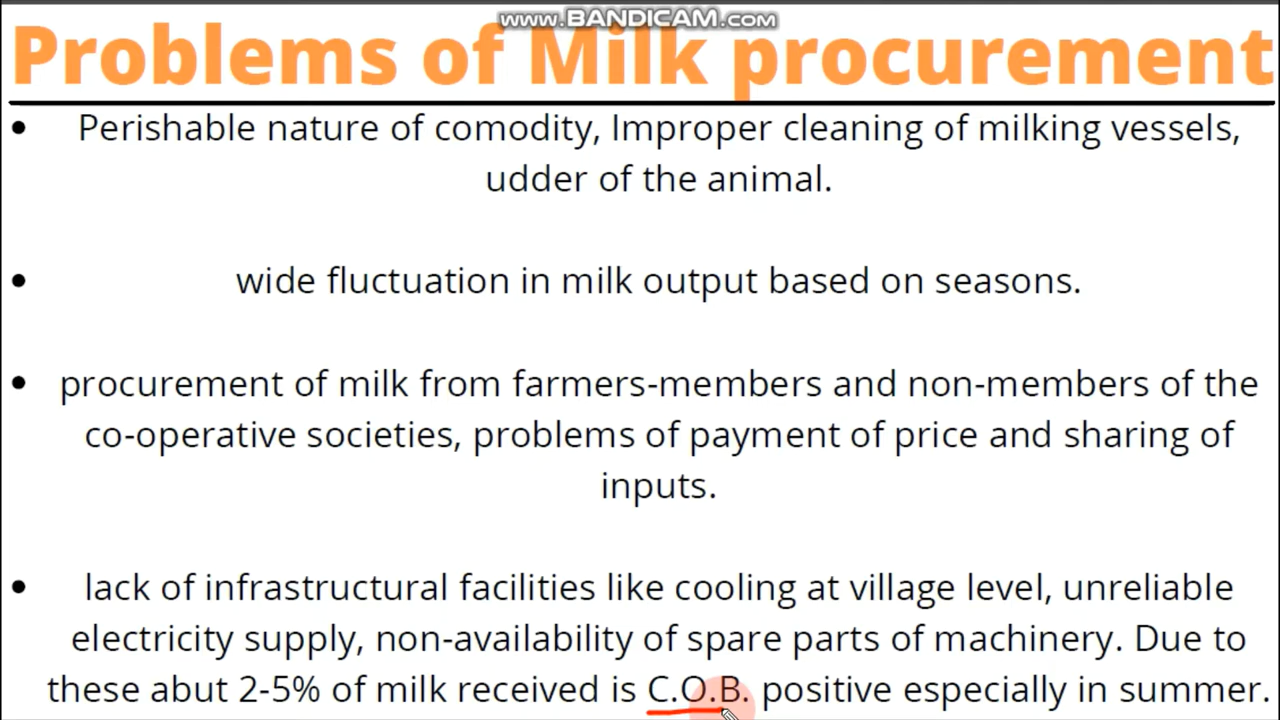 www.BANDICAM.com
Problems of Milk procurement
• Perishable nature of comodity, Improper cleaning of milking vessels,
udder of the animal.
• wide fluctuation in milk output based on seasons.
• procurement of milk from farmers-members and non-members of the
co-operative societies, problems of payment of price and sharing of
inputs.
• lack of infrastructural facilities like cooling at village level, unreliable
electricity supply, non-availability of spare parts of machinery. Due to
these abut 2-5% of milk received is C.O.B. positive especially in summer.